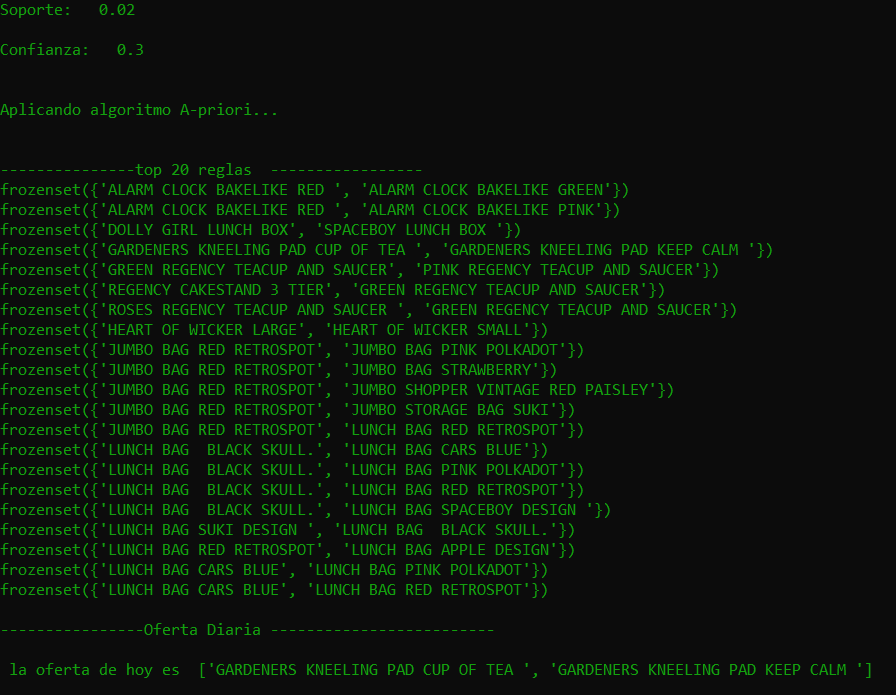 Soporte:   0.02
Confianza:   0.3
Aplicando algoritmo A-priori...
---------------top 20 reglas  -----------------
frozenset({'ALARM CLOCK BAKELIKE RED ', 'ALARM CLOCK BAKELIKE GREEN'})
frozenset({'ALARM CLOCK BAKELIKE RED ', 'ALARM CLOCK BAKELIKE PINK'})
frozenset({'DOLLY GIRL LUNCH BOX', 'SPACEBOY LUNCH BOX '})
frozenset({'GARDENERS KNEELING PAD CUP OF TEA ', 'GARDENERS KNEELING PAD KEEP CALM '})
frozenset({'GREEN REGENCY TEACUP AND SAUCER', 'PINK REGENCY TEACUP AND SAUCER'})
frozenset({'REGENCY CAKESTAND 3 TIER', 'GREEN REGENCY TEACUP AND SAUCER'})
frozenset({'ROSES REGENCY TEACUP AND SAUCER ', 'GREEN REGENCY TEACUP AND SAUCER'})
frozenset({'HEART OF WICKER LARGE', 'HEART OF WICKER SMALL'})
frozenset({'JUMBO BAG RED RETROSPOT', 'JUMBO BAG PINK POLKADOT'})
frozenset({'JUMBO BAG RED RETROSPOT', 'JUMBO BAG STRAWBERRY'})
frozenset({'JUMBO BAG RED RETROSPOT', 'JUMBO SHOPPER VINTAGE RED PAISLEY'})
frozenset({'JUMBO BAG RED RETROSPOT', 'JUMBO STORAGE BAG SUKI'})
frozenset({'JUMBO BAG RED RETROSPOT', 'LUNCH BAG RED RETROSPOT'})
frozenset({'LUNCH BAG  BLACK SKULL.', 'LUNCH BAG CARS BLUE'})
frozenset({'LUNCH BAG  BLACK SKULL.', 'LUNCH BAG PINK POLKADOT'})
frozenset({'LUNCH BAG  BLACK SKULL.', 'LUNCH BAG RED RETROSPOT'})
frozenset({'LUNCH BAG  BLACK SKULL.', 'LUNCH BAG SPACEBOY DESIGN '})
frozenset({'LUNCH BAG SUKI DESIGN ', 'LUNCH BAG  BLACK SKULL.'})
frozenset({'LUNCH BAG RED RETROSPOT', 'LUNCH BAG APPLE DESIGN'})
frozenset({'LUNCH BAG CARS BLUE', 'LUNCH BAG PINK POLKADOT'})
frozenset({'LUNCH BAG CARS BLUE', 'LUNCH BAG RED RETROSPOT'})
----------------Oferta Diaria -------------------------
 la oferta de hoy es  ['GARDENERS KNEELING PAD CUP OF TEA ', 'GARDENERS KNEELING PAD KEEP CALM ']